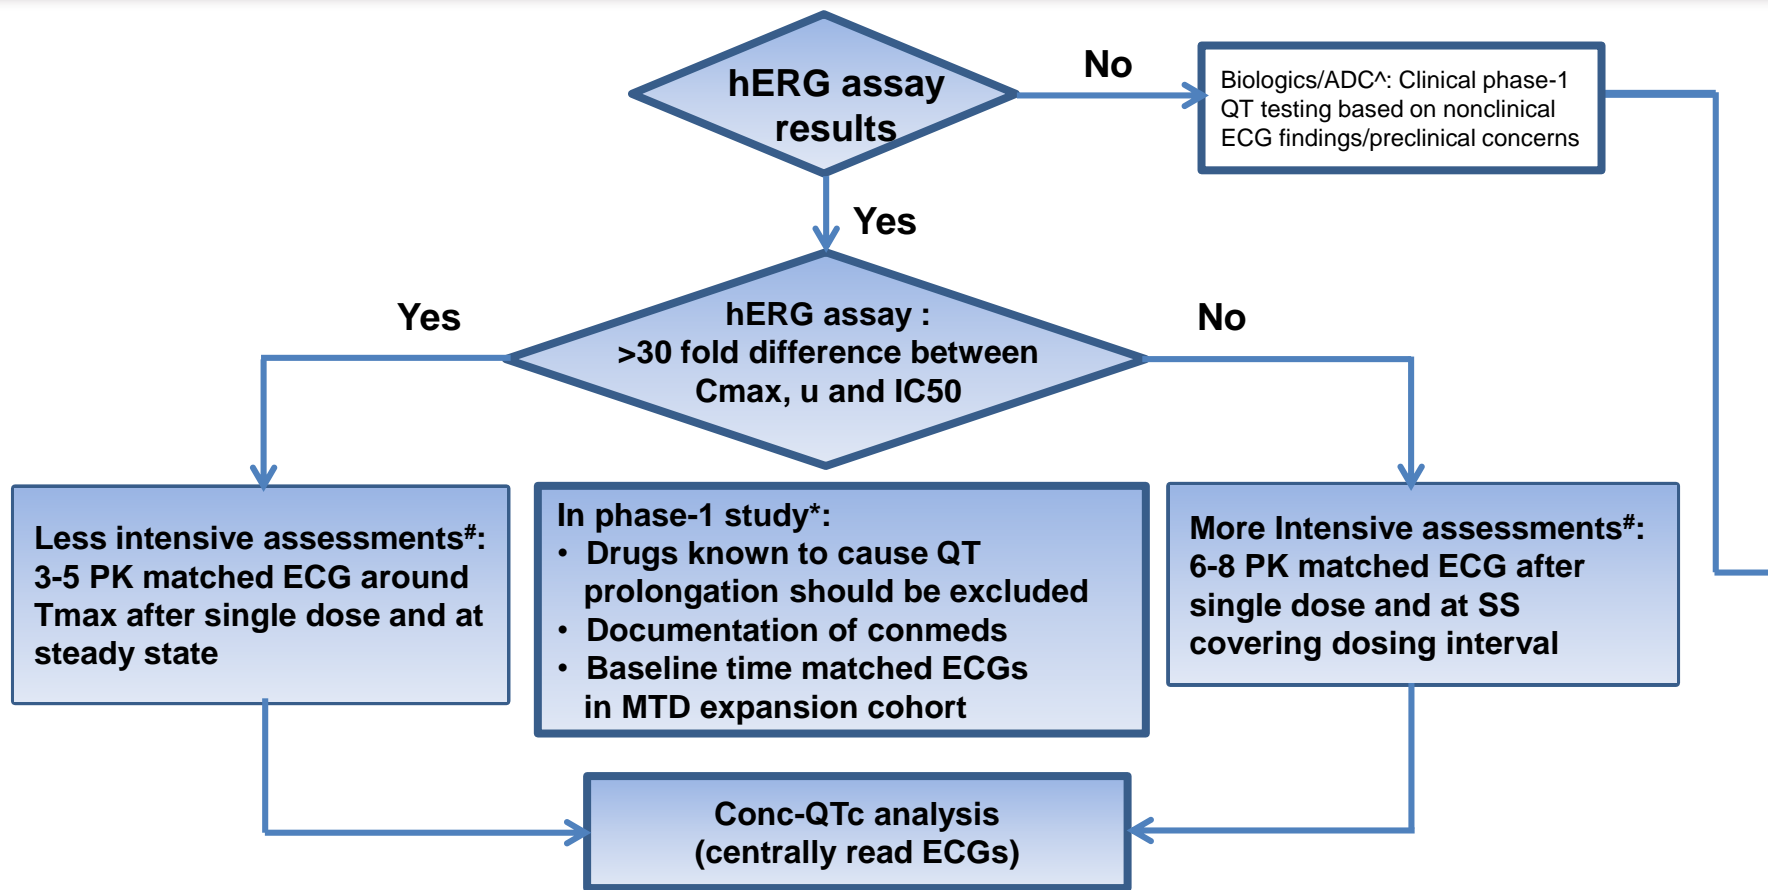 hERG assay
results
No
Biologics/ADC^: Clinical phase-1
QT testing based on nonclinical
ECG findings/preclinical concerns
Yes
Yes
hERG assay :
>30 fold difference between
Cmax, u and IC50
No
Less intensive assessments#:
3-5 PK matched ECG around
Tmax after single dose and at
steady state
In phase-1 study*:
• Drugs known to cause QT
prolongation should be excluded
• Documentation of conmeds
• Baseline time matched ECGs
in MTD expansion cohort
More Intensive assessments#:
6-8 PK matched ECG after
single dose and at SS
covering dosing interval
Conc-QTc analysis
(centrally read ECGs)